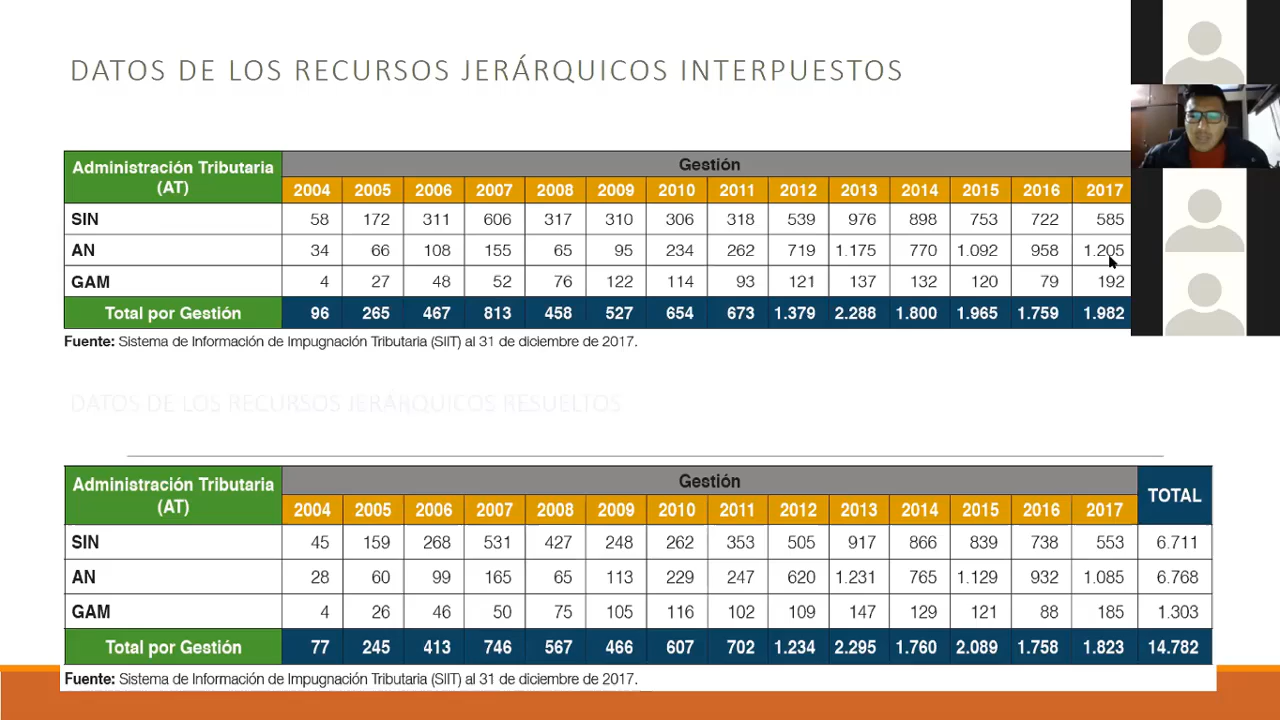 DATOS DE LOS RECURSOS JERÁRQUICOS INTERPUESTOS
Administración Tributaria (AT) Gestión
2004 2005 2006 2007 2008 2009 2010 2011 2012 2013 2014 2015 2016 2017
SIN 58 172 311 606 317 310 306 318 539 976 898 753 722 585
AN 34 66 108 155 65 95 234 262 719 1.175 770 1.092 958 1.205
GAM 4 27 48 52 76 122 114 93 121 137 132 120 79 192
Total por Gestión 96 265 467 813 458 527 654 673 1.379 2.288 1.800 1.965 1.759 1.982
Fuente: Sistema de Información de Impugnación Tributaria (SIIT) al 31 de diciembre de 2017.
DATOS DE LOS RECURSOS JERÁRQUICOS RESUELTOS
Administración Tributaria (AT) Gestión TOTAL
2004 2005 2006 2007 2008 2009 2010 2011 2012 2013 2014 2015 2016 2017
SIN 45 159 268 531 427 248 262 353 505 917 866 839 738 553 6.711
AN 28 60 99 165 65 113 229 247 620 1.231 765 1.129 932 1.085 6.768
GAM 4 26 46 50 75 105 116 102 109 147 129 121 88 185 1.303
Total por Gestión 77 245 413 746 567 466 607 702 1.234 2.295 1.760 2.089 1.758 1.823 14.782
Fuente: Sistema de Información de Impugnación Tributaria (SIIT) al 31 de diciembre de 2017.